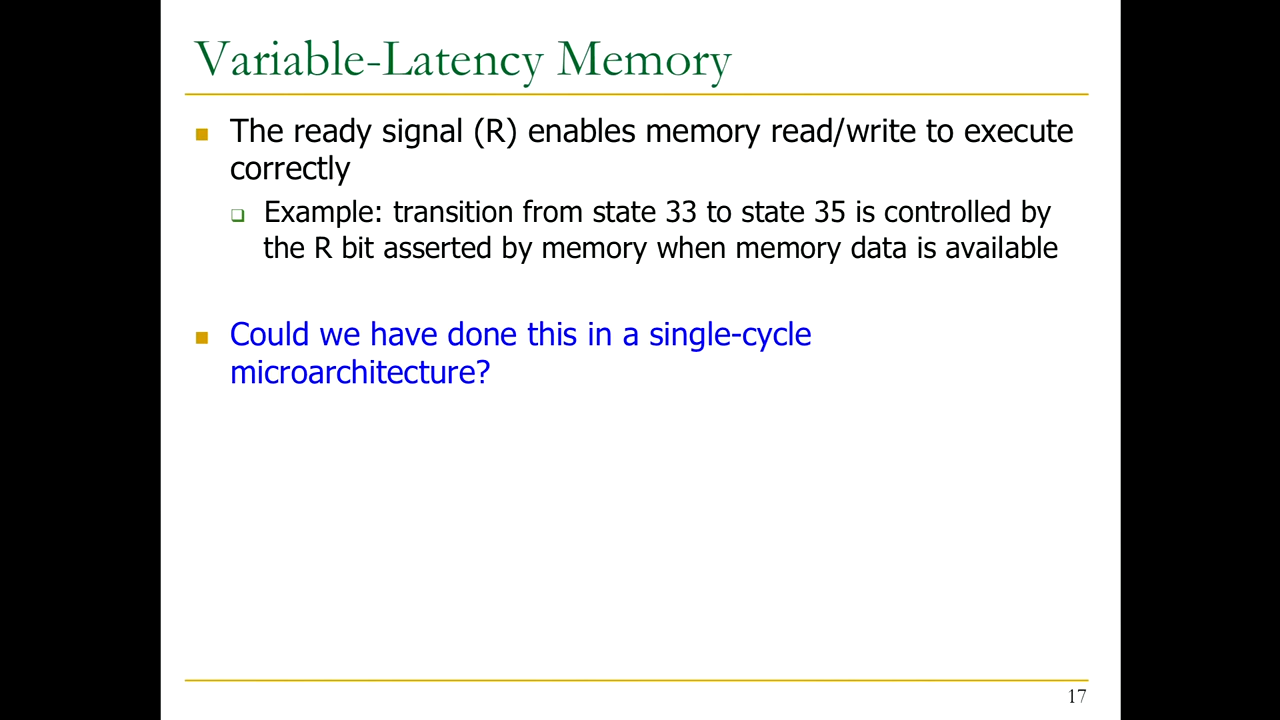 Variable-Latency Memory
The ready signal (R) enables memory read/write to execute
correctly
Example: transition from state 33 to state 35 is controlled by
the R bit asserted by memory when memory data is available
Could we have done this in a single-cycle
microarchitecture?
17